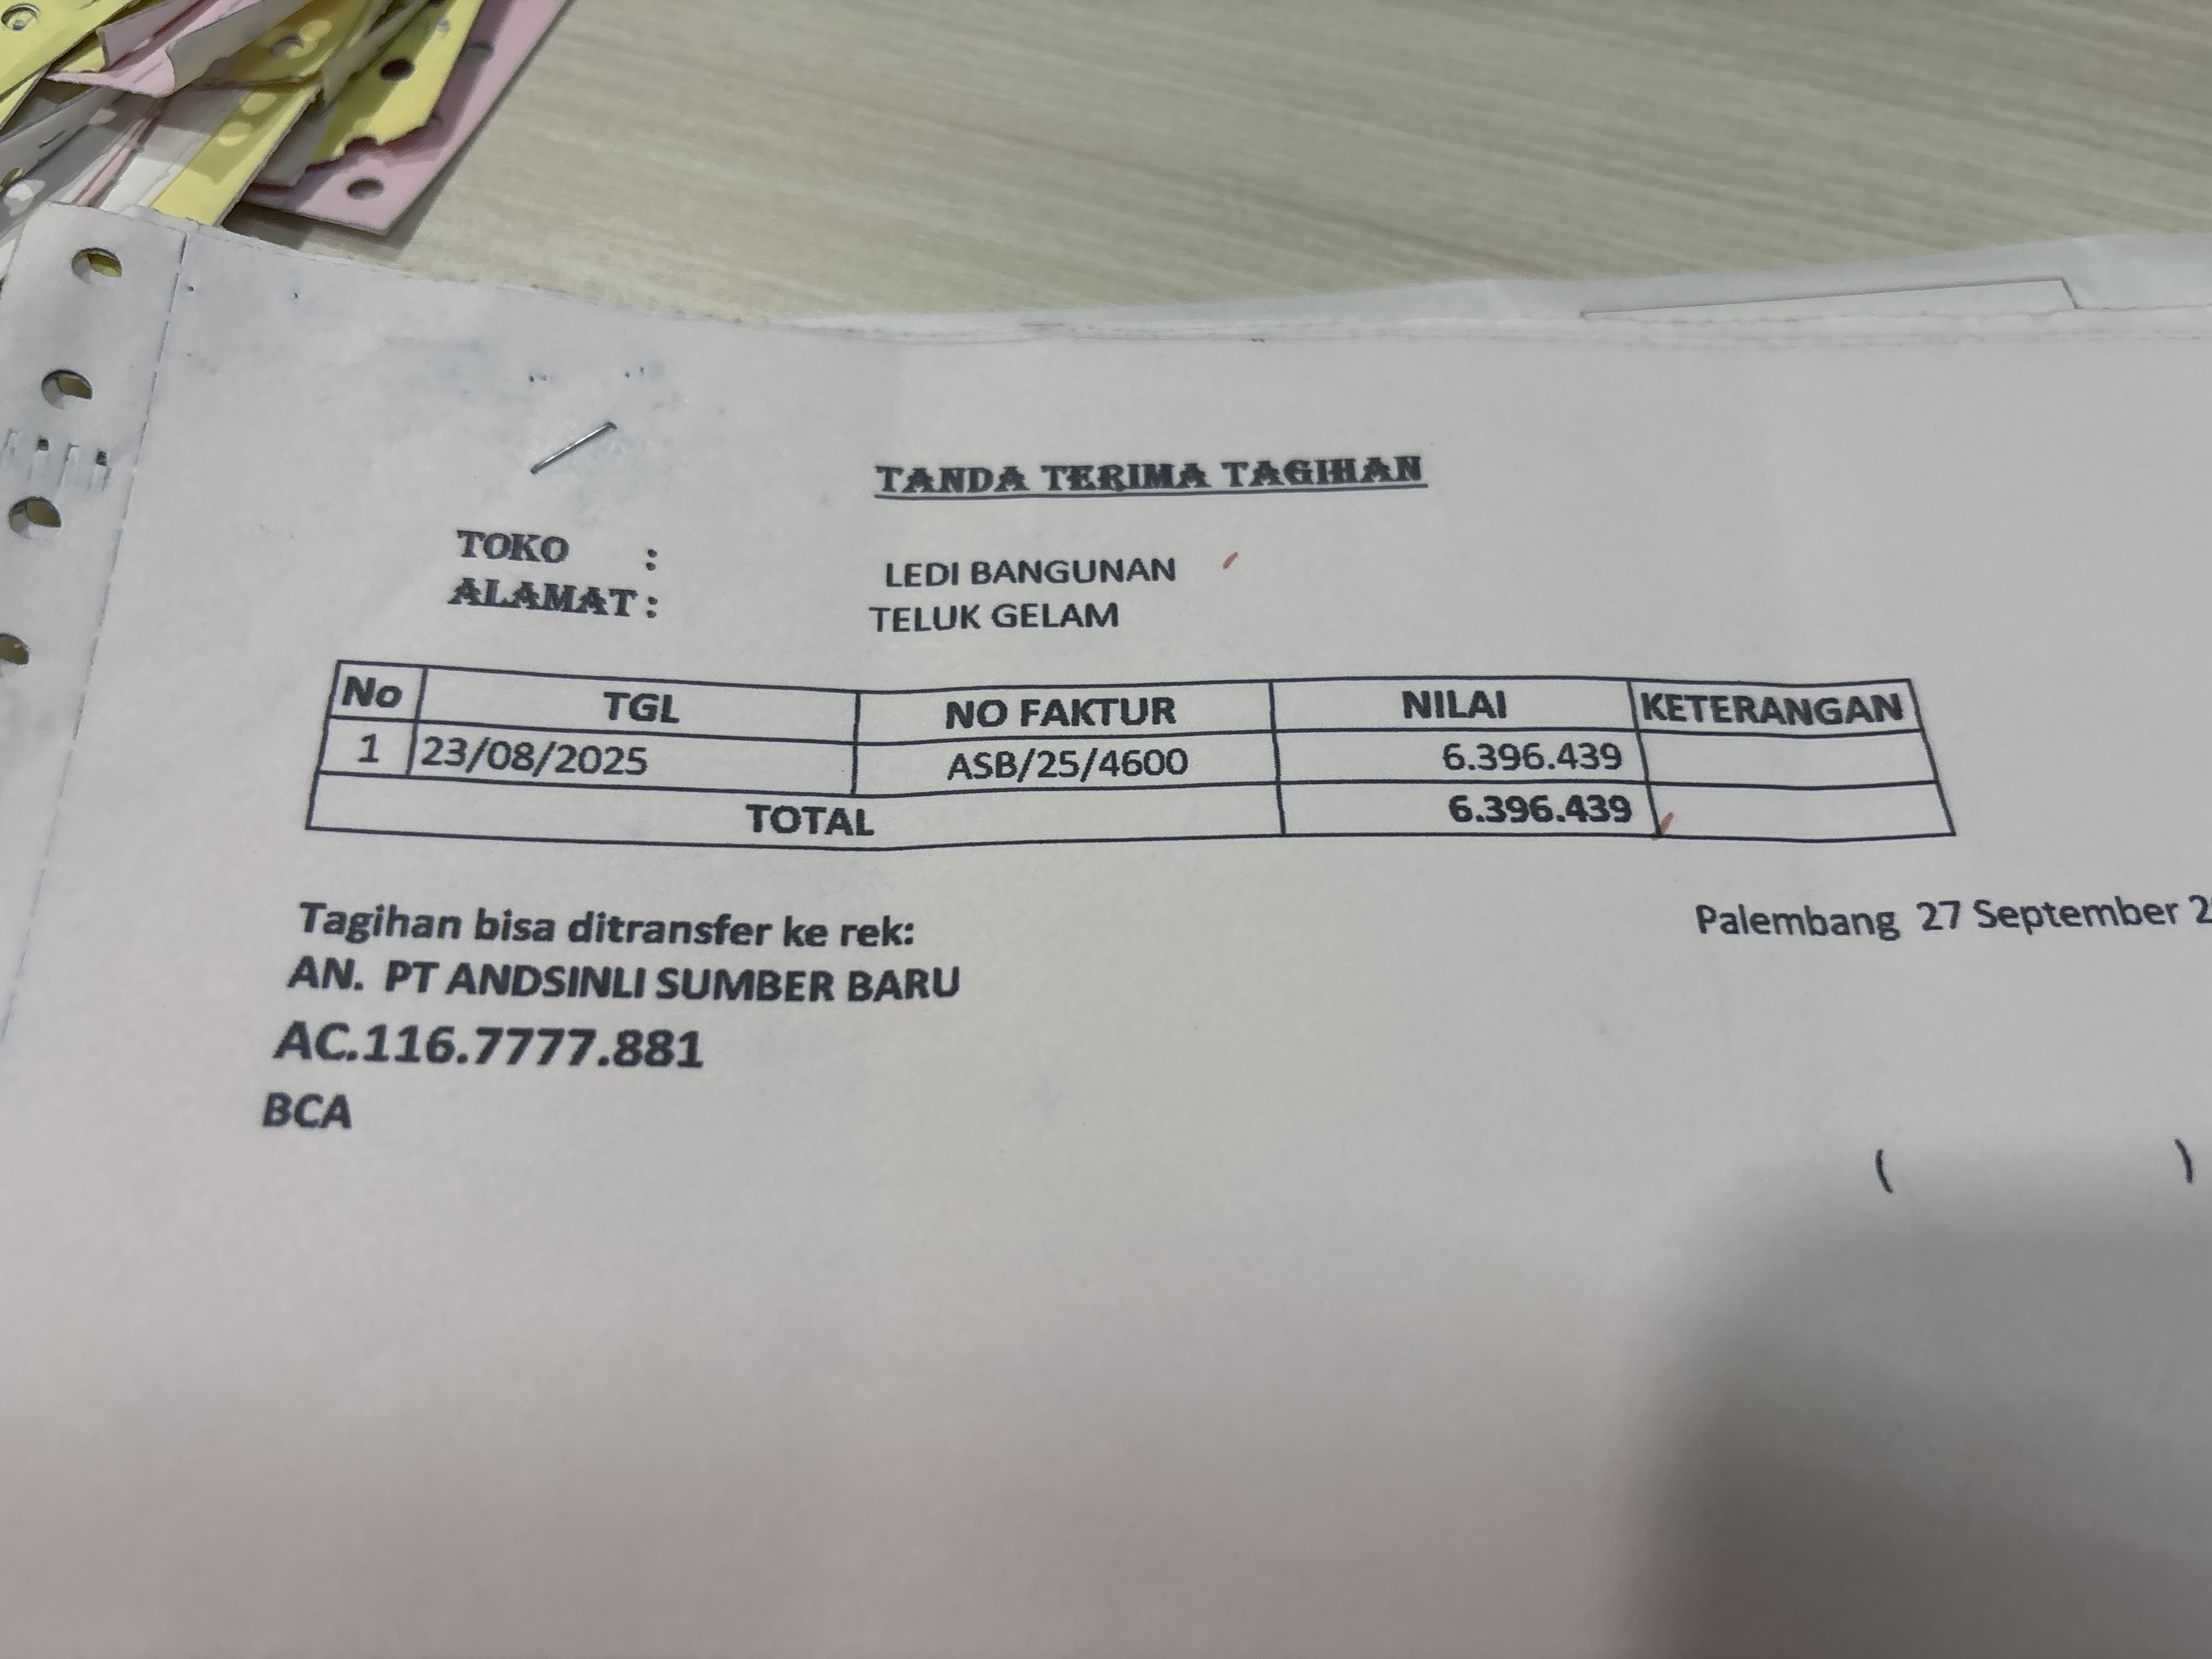 TANDA TERIMA TAGIHAN
TOKO : LEDI BANGUNAN
ALAMAT : TELUK GELAM
No TGL NO FAKTUR NILAI KETERANGAN
1 23/08/2025 ASB/25/4600 6.396.439
TOTAL 6.396.439
Tagihan bisa ditransfer ke rek:
Palembang 27 September
AN. PT ANDSINLI SUMBER BARU
AC.116.7777.881
BCA
( )